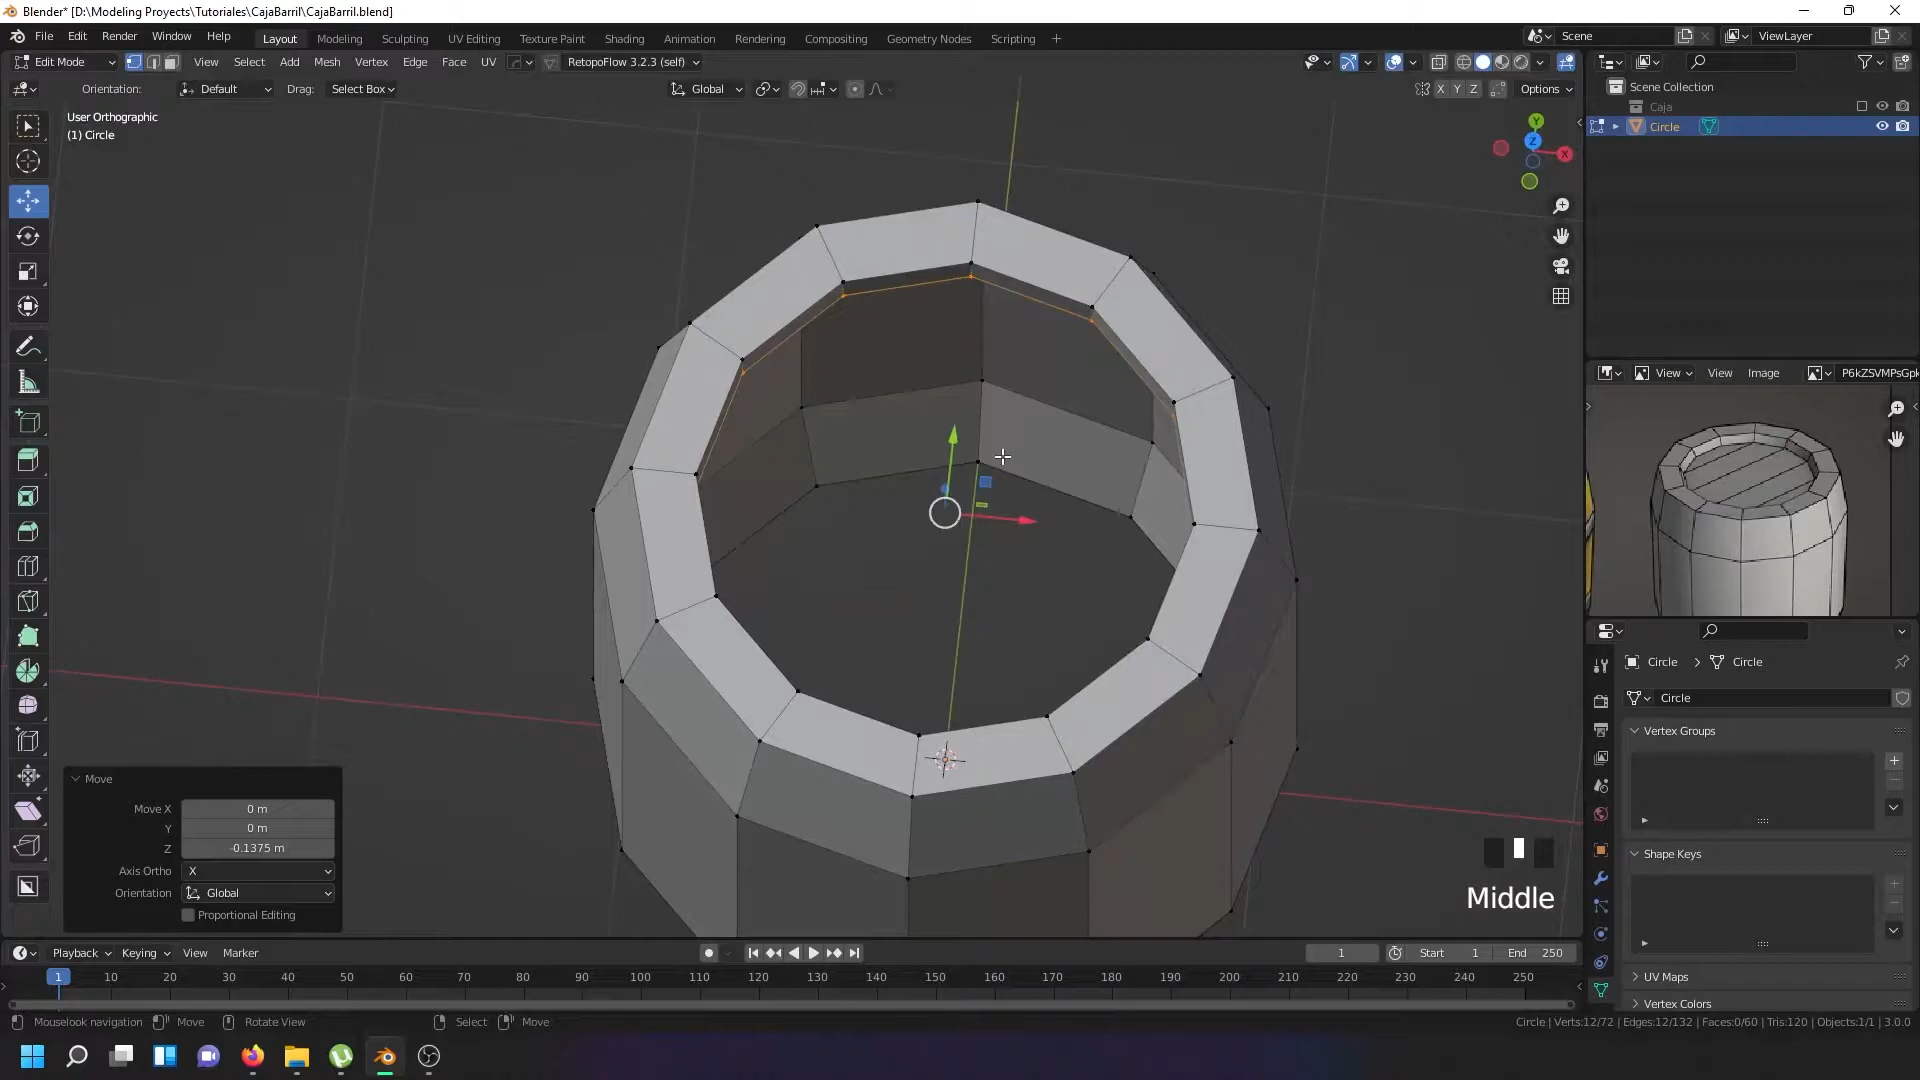 Blender* [D:\Modeling Proyects\Tutoriales\CajaBarril\CajaBarril.blend]
File Edit Render Window Help Layout Modeling Sculpting UV Editing Texture Paint Shading Animation Rendering Compositing Geometry Nodes Scripting + Scene ViewLayer
Edit Mode View Select Add Mesh Vertex Edge Face UV RetopoFlow 3.2.3 (self)
Orientation: Default Drag: Select Box Global X Y Z Options
Scene Collection
Caja
Circle
User Orthographic
(1) Circle
Y
Z
X
View View Image P6kZSVMPsGpk
Circle > Circle
Circle
Vertex Groups
Shape Keys
UV Maps
Vertex Colors
Move
Move X 0 m
Y 0 m
Z -0.1375 m
Axis Ortho X
Orientation Global
Proportional Editing
Middle
Playback Keying View Marker 1 Start 1 End 250
1 10 20 30 40 50 60 70 80 90 100 110 120 130 140 150 160 170 180 190 200 210 220 230 240 250
Mouselook navigation Move Rotate View Select Move Circle | Verts:12/72 | Edges:12/132 | Faces:0/60 | Tris:120 | Objects:1/1 | 3.0.0